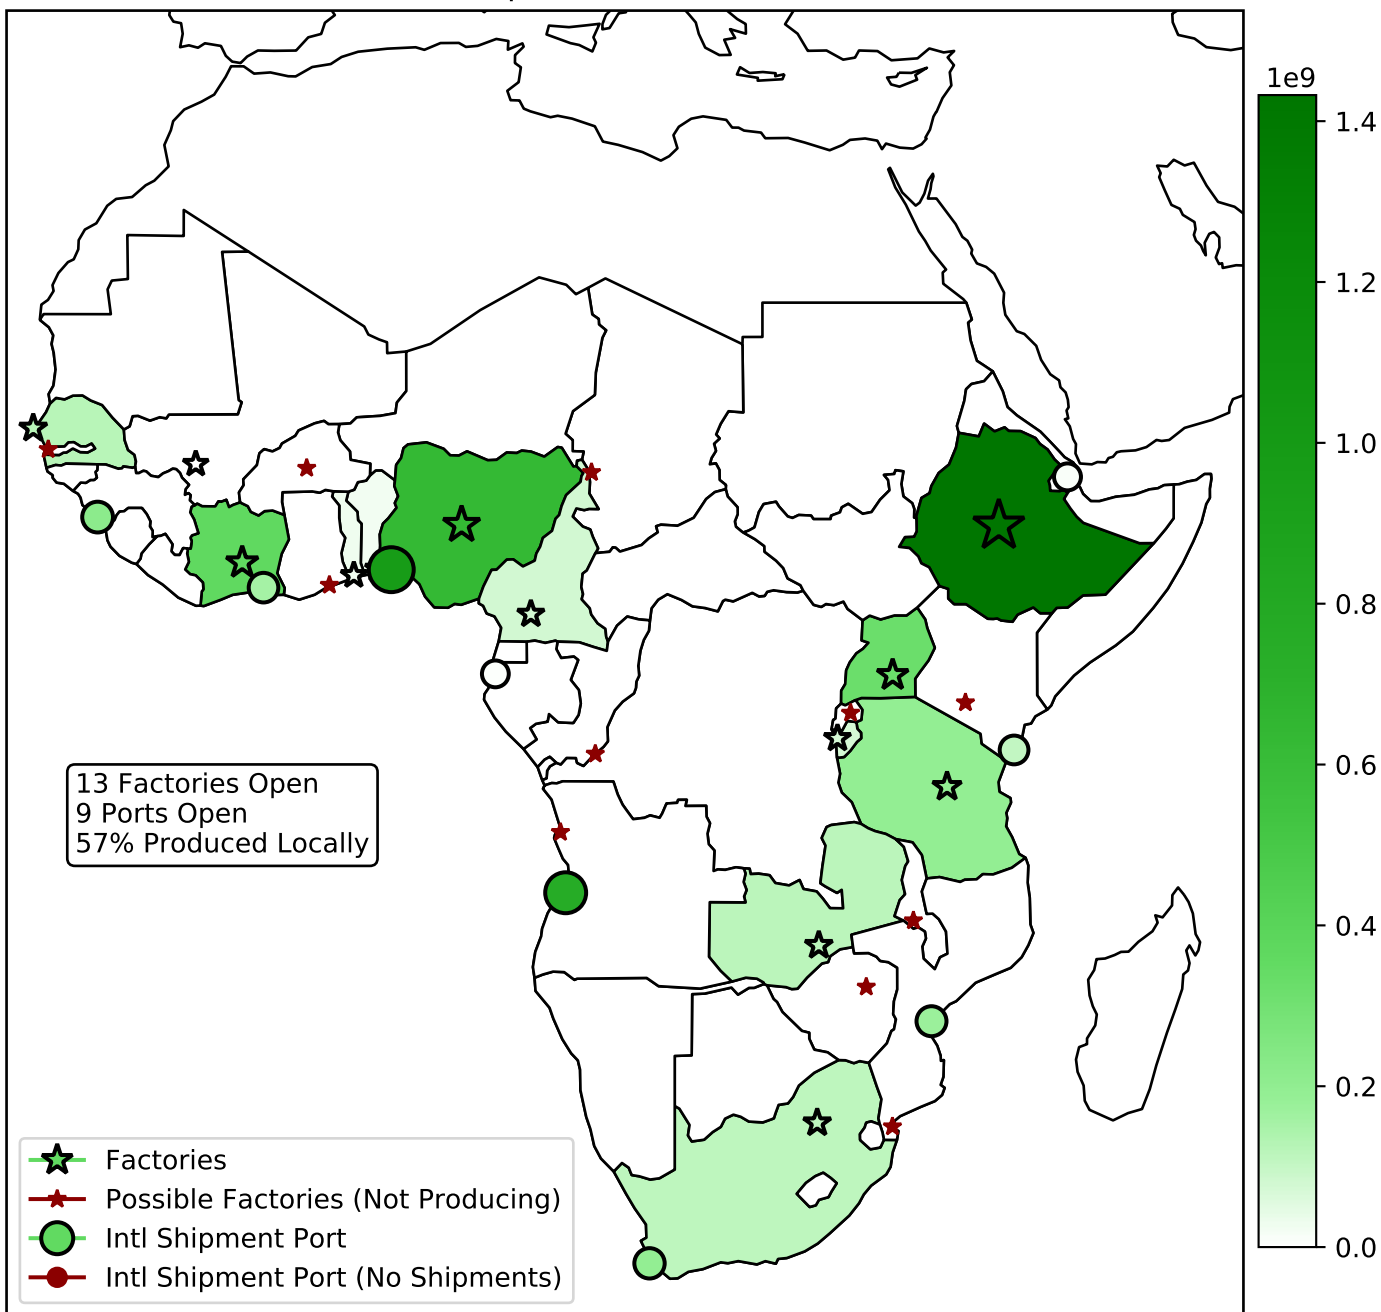 1e9
1.4
1.2
1.0
0.8
0.6
0.4
0.2
0.0
13 Factories Open
9 Ports Open
57% Produced Locally
Factories
Possible Factories (Not Producing)
Intl Shipment Port
Intl Shipment Port (No Shipments)